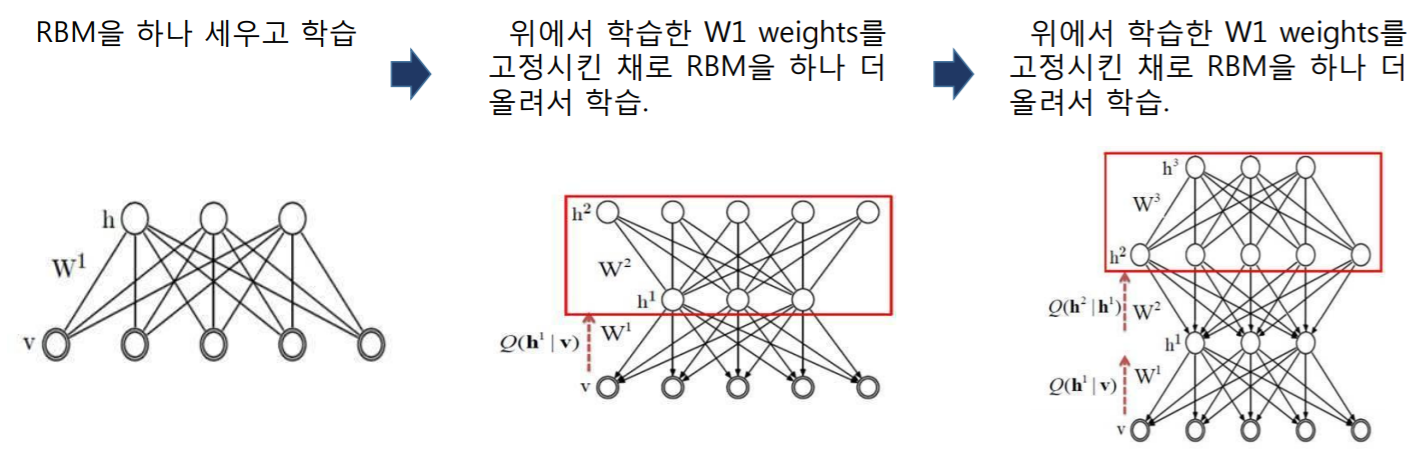 RBM을 하나 세우고 학습
위에서 학습한 W1 weights를
고정시킨 채로 RBM을 하나 더
올려서 학습.
위에서 학습한 W1 weights를
고정시킨 채로 RBM을 하나 더
올려서 학습.
h
W¹
v
h²
W²
h¹
Q(h¹ | v)
W¹
v
h³
W³
h²
Q(h² | h¹)
W²
h¹
Q(h¹ | v)
W¹
v